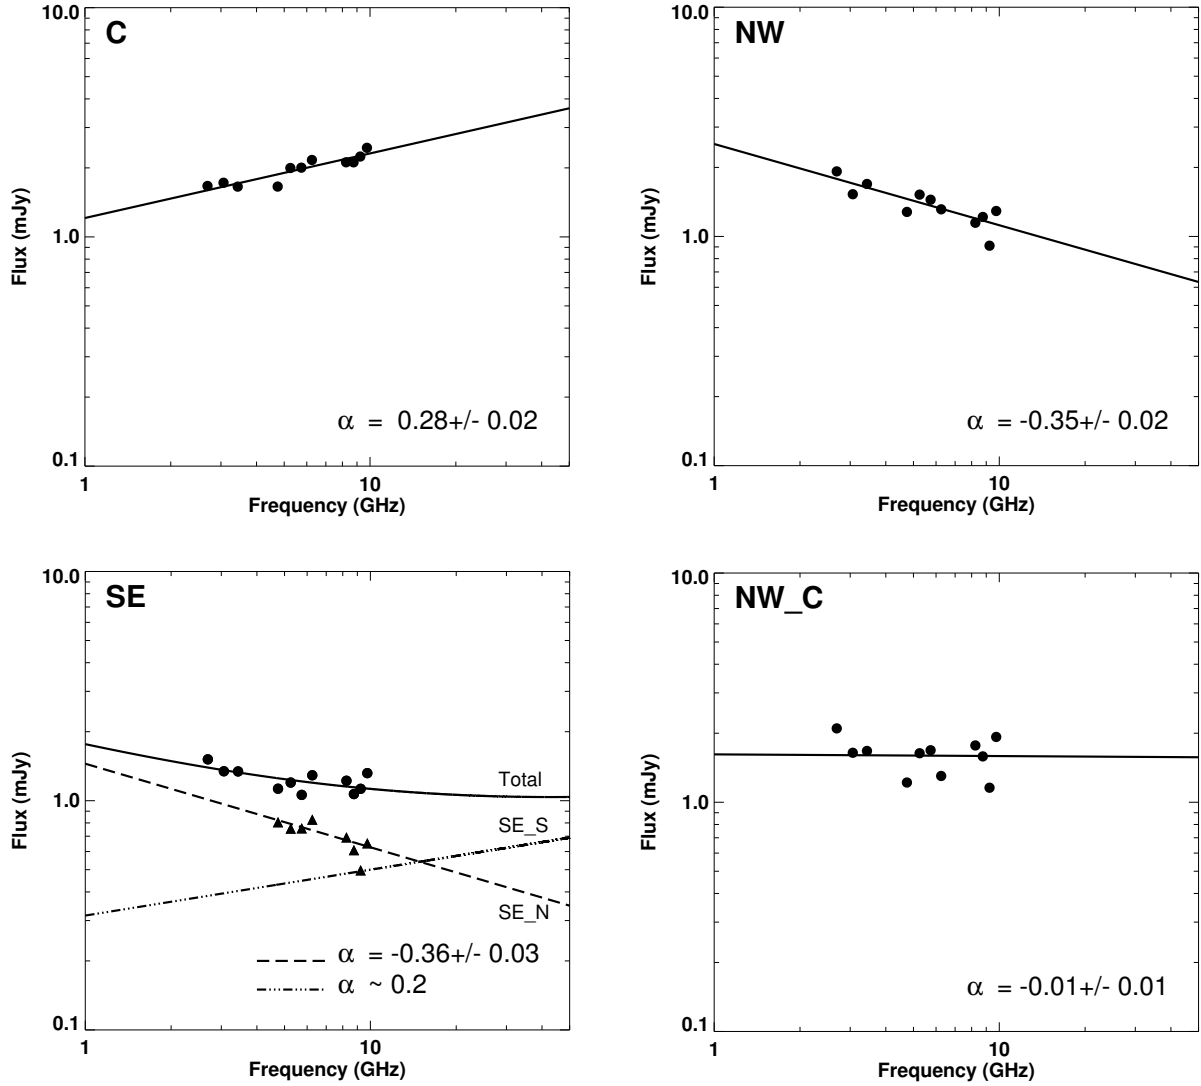 C
10.0
1.0
0.1
Flux (mJy)
α = 0.28+/- 0.02
1
10
Frequency (GHz)
NW
10.0
1.0
0.1
Flux (mJy)
α = -0.35+/- 0.02
1
10
Frequency (GHz)
SE
10.0
1.0
0.1
Flux (mJy)
Total
SE_S
SE_N
α = -0.36+/- 0.03
α ~ 0.2
1
10
Frequency (GHz)
NW_C
10.0
1.0
0.1
Flux (mJy)
α = -0.01+/- 0.01
1
10
Frequency (GHz)